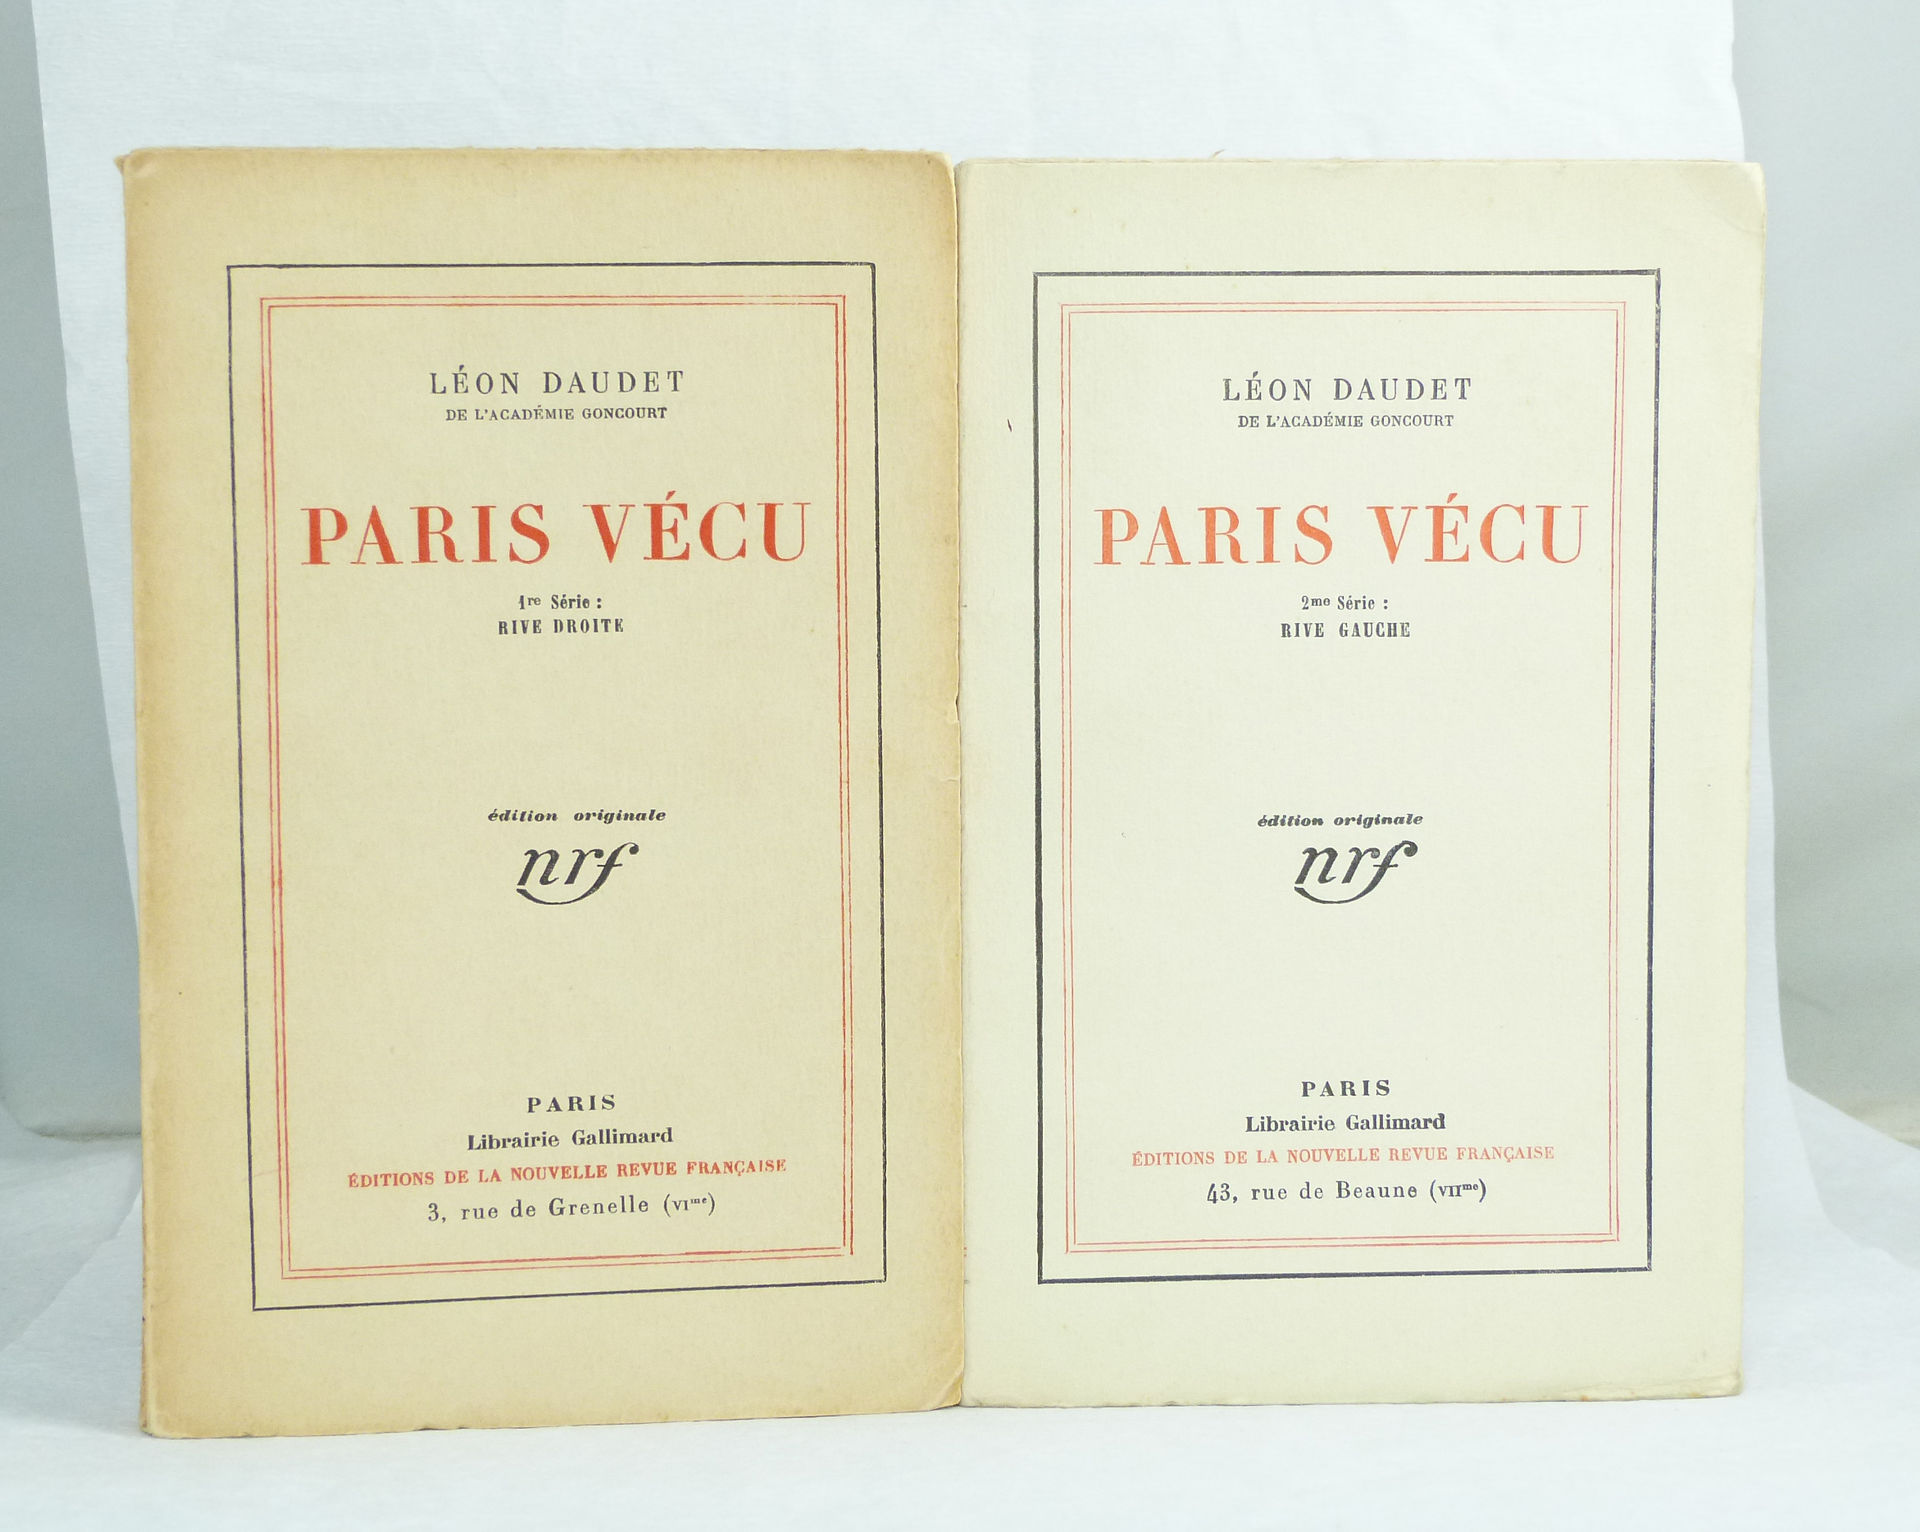 LÉON DAUDET
DE L'ACADÉMIE GONCOURT
PARIS VÉCU
1re Série :
RIVE DROITE
édition originale
nrf
PARIS
Librairie Gallimard
ÉDITIONS DE LA NOUVELLE REVUE FRANÇAISE
3, rue de Grenelle (VIme)
LÉON DAUDET
DE L'ACADÉMIE GONCOURT
PARIS VÉCU
2me Série :
RIVE GAUCHE
édition originale
nrf
PARIS
Librairie Gallimard
ÉDITIONS DE LA NOUVELLE REVUE FRANÇAISE
43, rue de Beaune (VIIme)